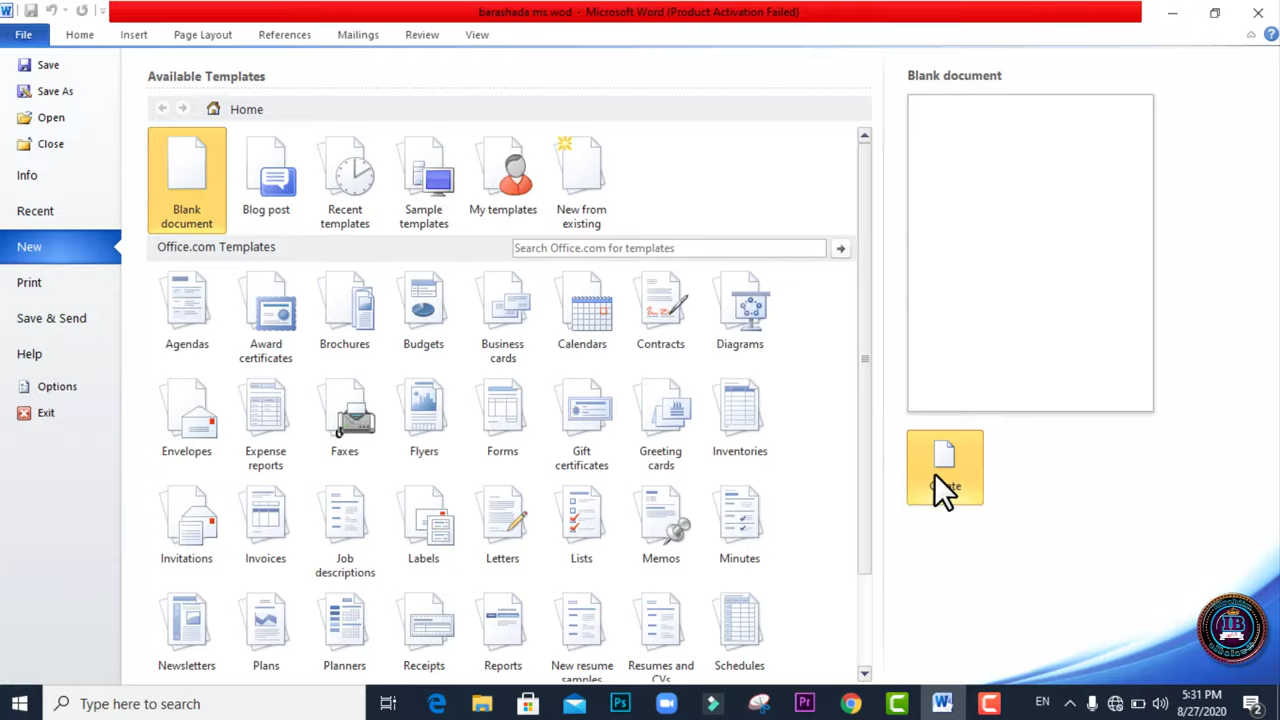 barashada ms wod - Microsoft Word (Product Activation Failed)
File Home Insert Page Layout References Mailings Review View
Save
Save As
Open
Close
Info
Recent
New
Print
Save & Send
Help
Options
Exit
Available Templates
Home
Blank document
Blog post
Recent templates
Sample templates
My templates
New from existing
Office.com Templates
Search Office.com for templates
Agendas
Award certificates
Brochures
Budgets
Business cards
Calendars
Contracts
Diagrams
Envelopes
Expense reports
Faxes
Flyers
Forms
Gift certificates
Greeting cards
Inventories
Invitations
Invoices
Job descriptions
Labels
Letters
Lists
Memos
Minutes
Newsletters
Plans
Planners
Receipts
Reports
New resume samples
Resumes and CVs
Schedules
Blank document
IB
Type here to search
Ps
Pr
EN
5:31 PM
8/27/2020
2